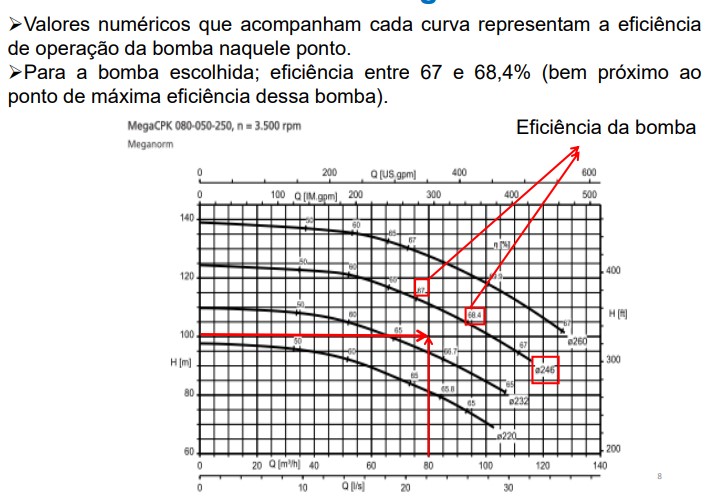 ➤Valores numéricos que acompanham cada curva representam a eficiência
de operação da bomba naquele ponto.
➤Para a bomba escolhida; eficiência entre 67 e 68,4% (bem próximo ao
ponto de máxima eficiência dessa bomba).
MegaCPK 080-050-250, n = 3.500 rpm
Meganorm
Eficiência da bomba
0 200 Q [US.gpm] 400 600
0 100 Q [IM.gpm] 200 300 400 500
140
50 60 65 67 η [%]
120
50 60 67 400
68.4 67 H [ft]
50 60 65 66.7 67 ø260
100
H [m]
50 60 65 65.8 65 ø246 300
80
65 ø232
ø220
60 200
0 20 Q [m³/h] 40 60 80 100 120 140
0 10 Q [l/s] 20 30
8